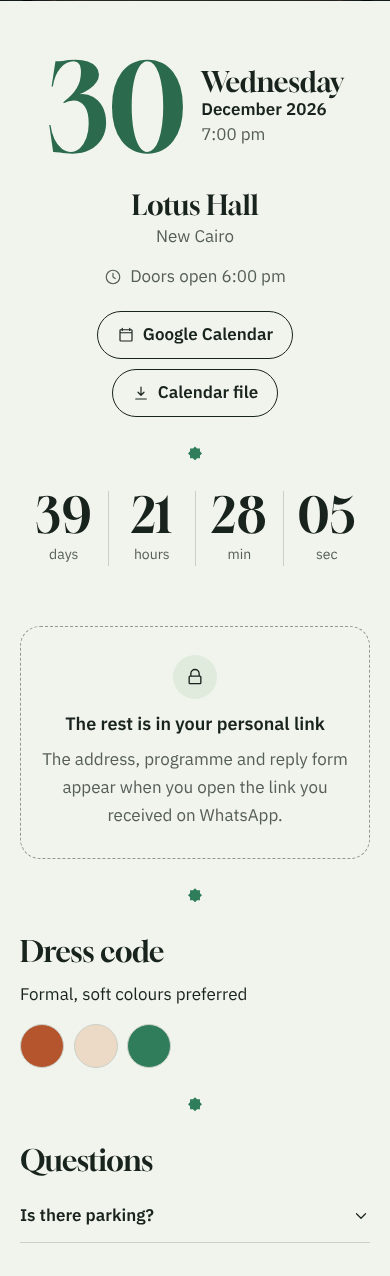 30
Wednesday
December 2026
7:00 pm
Lotus Hall
New Cairo
Doors open 6:00 pm
Google Calendar
Calendar file
39 21 28 05
days hours min sec
The rest is in your personal link
The address, programme and reply form
appear when you open the link you
received on WhatsApp.
Dress code
Formal, soft colours preferred
Questions
Is there parking?